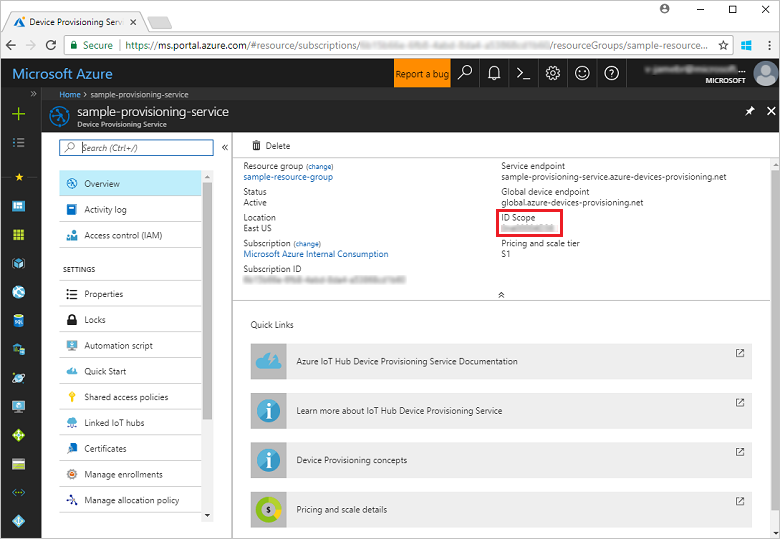 Device Provisioning Serv
Secure
https://ms.portal.azure.com/#resource/subscriptions/
/resourceGroups/sample-resource...
Microsoft Azure
Report a bug
MICROSOFT
Home > sample-provisioning-service
sample-provisioning-service
Device Provisioning Service
Search (Ctrl+/)
Overview
Activity log
Access control (IAM)
SETTINGS
Properties
Locks
Automation script
Quick Start
Shared access policies
Linked IoT hubs
Certificates
Manage enrollments
Manage allocation policy
Delete
Resource group (change)
sample-resource-group
Status
Active
Location
East US
Subscription (change)
Microsoft Azure Internal Consumption
Subscription ID
Service endpoint
sample-provisioning-service.azure-devices-provisioning.net
Global device endpoint
global.azure-devices-provisioning.net
ID Scope
Pricing and scale tier
S1
Quick Links
Azure IoT Hub Device Provisioning Service Documentation
Learn more about IoT Hub Device Provisioning Service
Device Provisioning concepts
Pricing and scale details